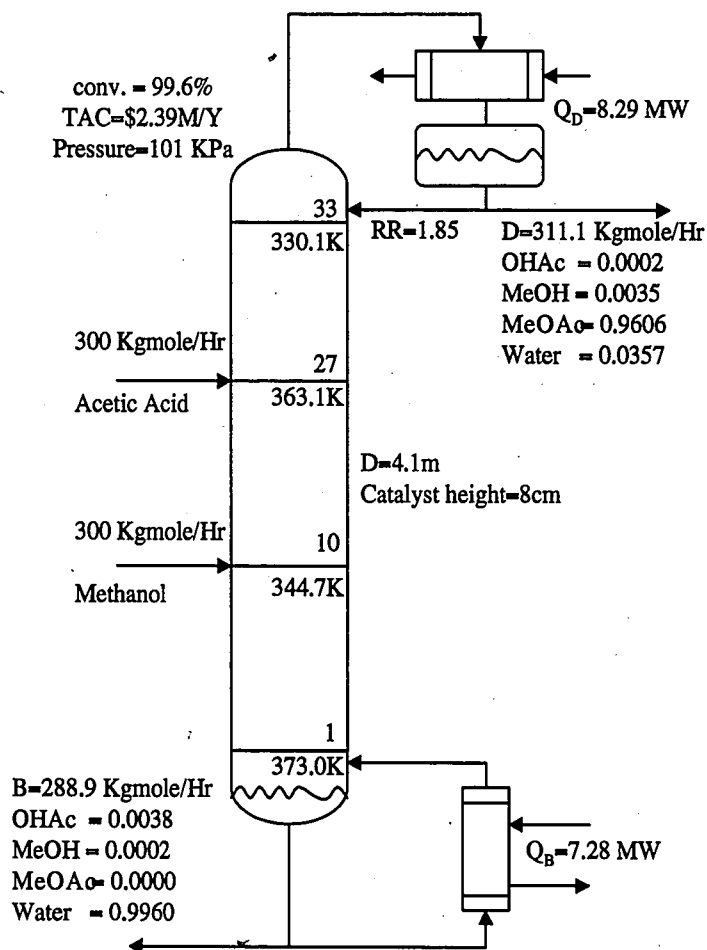 conv. = 99.6%
TAC=$2.39M/Y
Pressure=101 KPa
Q_D=8.29 MW
33
330.1K
RR=1.85
D=311.1 Kgmole/Hr
OHAc = 0.0002
MeOH = 0.0035
MeOAc= 0.9606
Water = 0.0357
300 Kgmole/Hr
27
Acetic Acid
363.1K
D=4.1m
Catalyst height=8cm
300 Kgmole/Hr
10
Methanol
344.7K
1
373.0K
B=288.9 Kgmole/Hr
OHAc = 0.0038
MeOH = 0.0002
MeOAc= 0.0000
Water = 0.9960
Q_B=7.28 MW